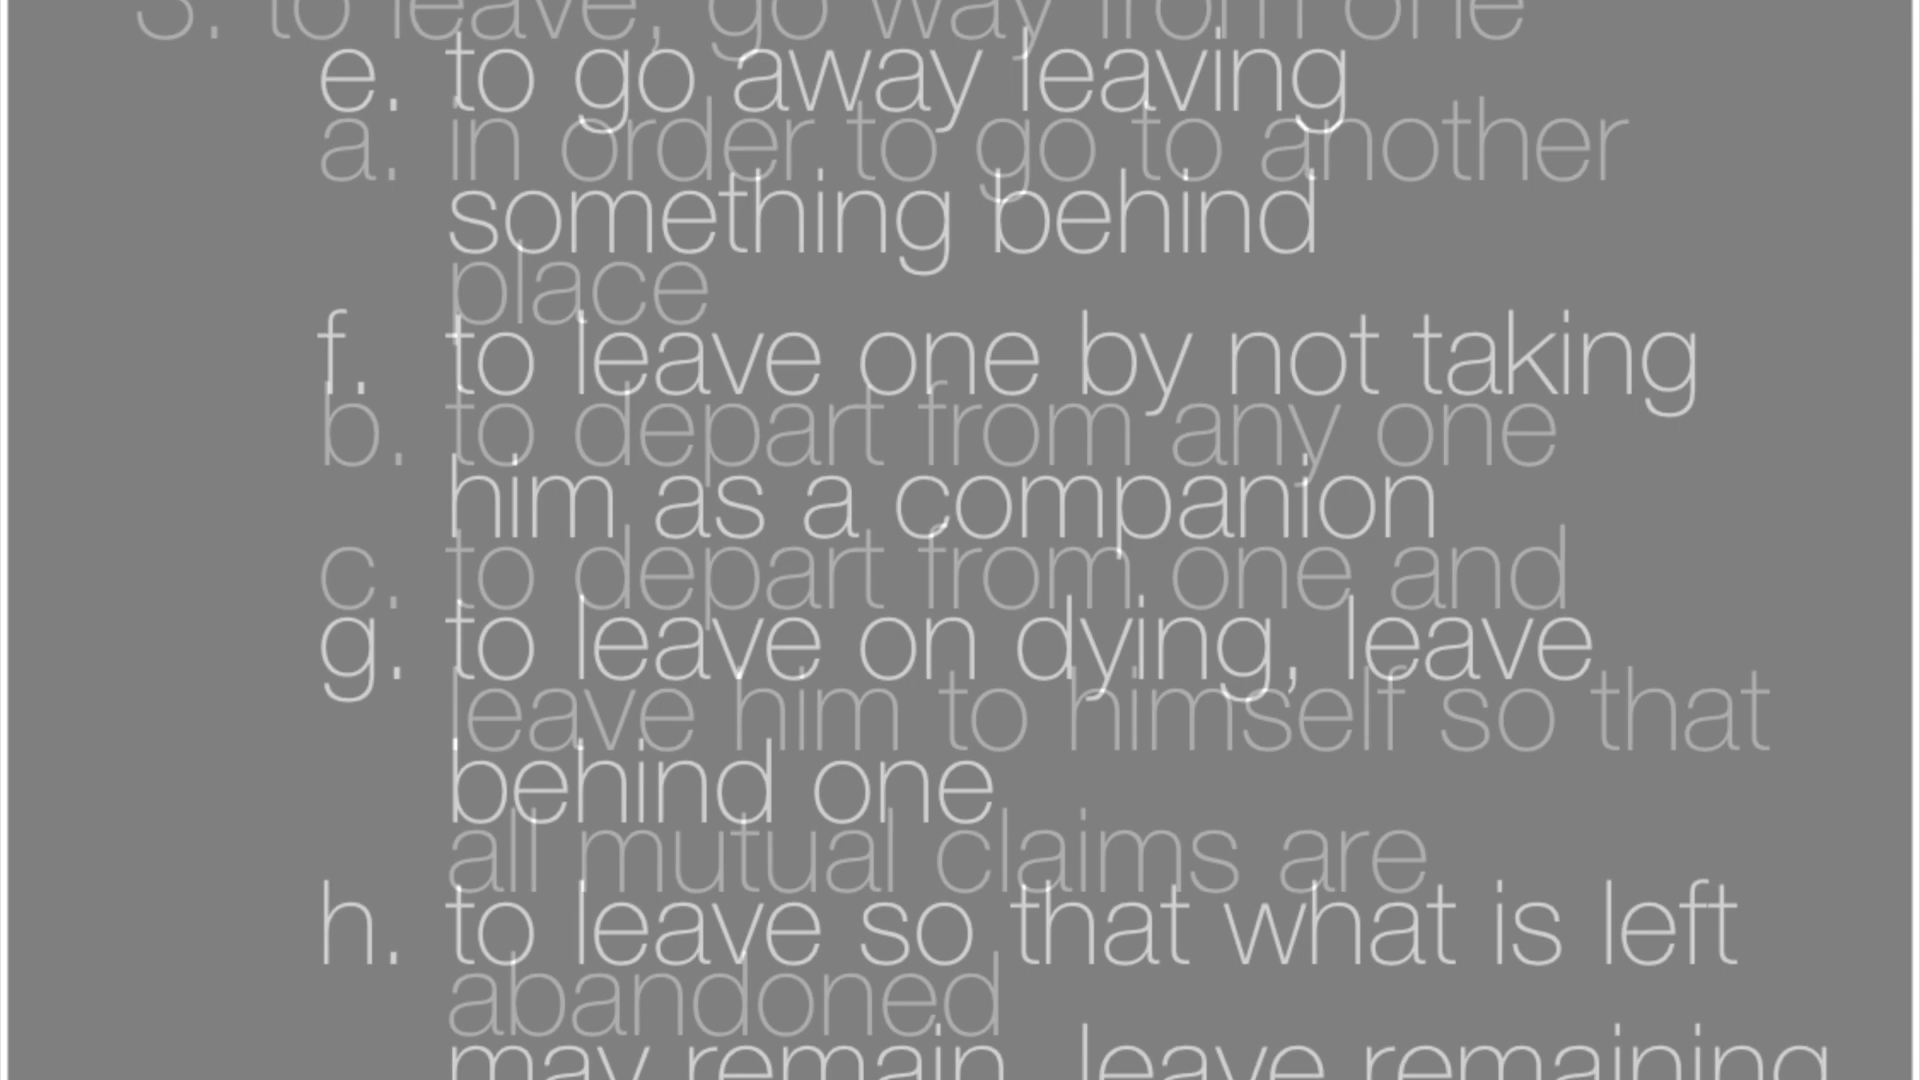 3. to leave, go way from one
e. to go away leaving
a. in order to go to another
something behind
place
f. to leave one by not taking
b. to depart from any one
him as a companion
c. to depart from one and
g. to leave on dying, leave
leave him to himself so that
behind one
all mutual claims are
h. to leave so that what is left
abandoned
may remain, leave remaining